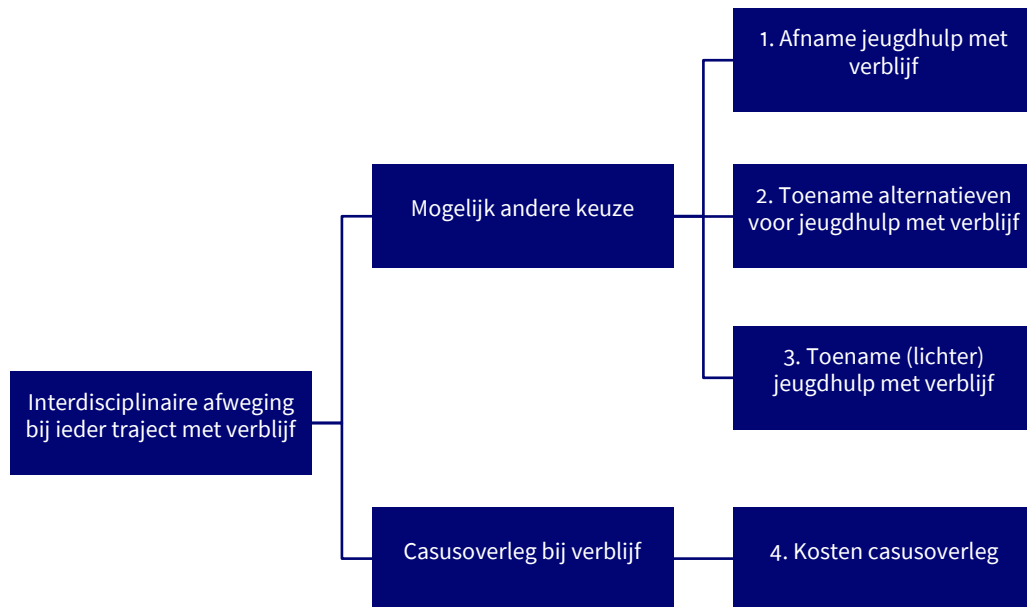 1. Afname jeugdhulp met
verblijf
Mogelijk andere keuze
2. Toename alternatieven
voor jeugdhulp met verblijf
3. Toename (lichter)
jeugdhulp met verblijf
Interdisciplinaire afweging
bij ieder traject met verblijf
Casusoverleg bij verblijf
4. Kosten casusoverleg